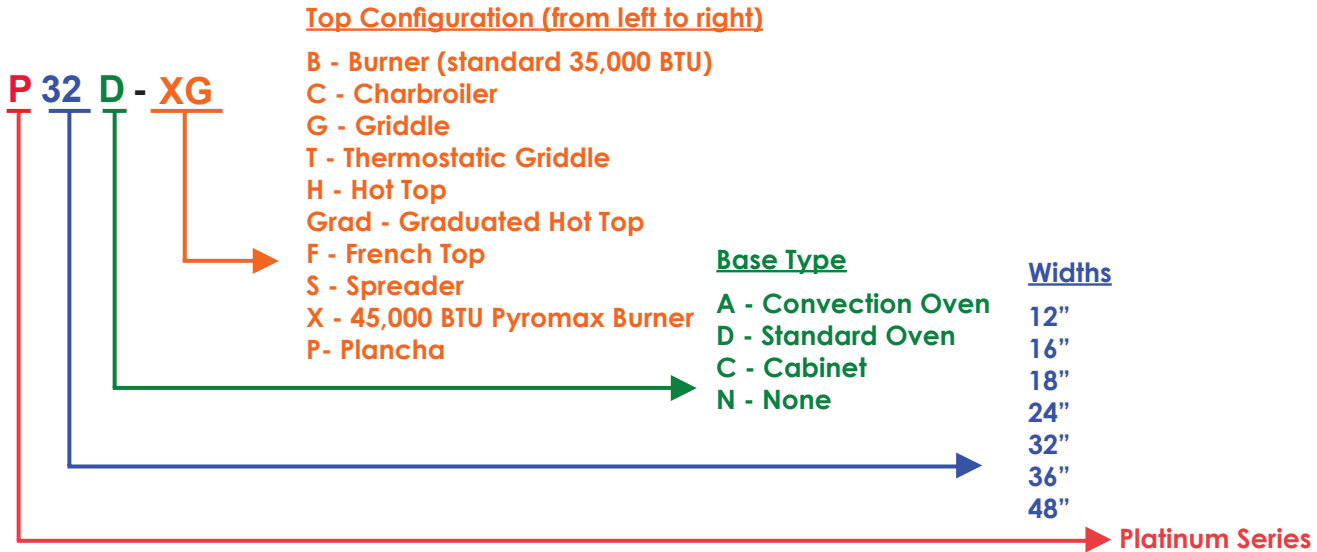 Top Configuration (from left to right)
B - Burner (standard 35,000 BTU)
P 32 D - XG
C - Charbroiler
G - Griddle
T - Thermostatic Griddle
H - Hot Top
Grad - Graduated Hot Top
F - French Top
S - Spreader
X - 45,000 BTU Pyromax Burner
P- Plancha
Base Type
A - Convection Oven
D - Standard Oven
C - Cabinet
N - None
Widths
12”
16”
18”
24”
32”
36”
48”
Platinum Series